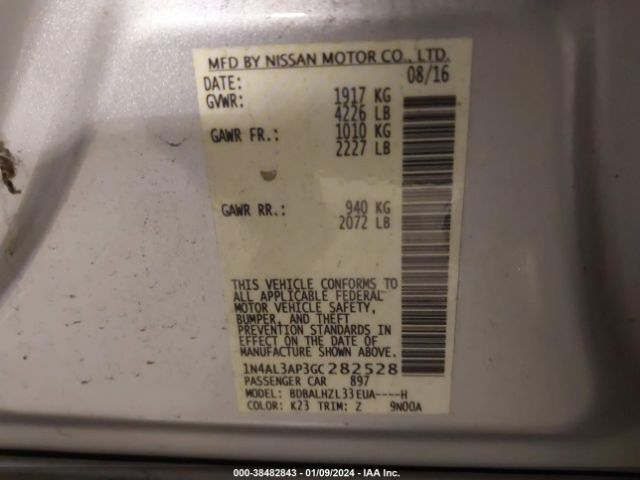 MFD BY NISSAN MOTOR CO., LTD.
DATE: 08/16
GVWR: 1917 KG
4226 LB
GAWR FR.: 1010 KG
2227 LB
GAWR RR.: 940 KG
2072 LB
THIS VEHICLE CONFORMS TO
ALL APPLICABLE FEDERAL
MOTOR VEHICLE SAFETY,
BUMPER, AND THEFT
PREVENTION STANDARDS IN
EFFECT ON THE DATE OF
MANUFACTURE SHOWN ABOVE.
1N4AL3AP3GC282528
PASSENGER CAR 897
MODEL: BDBALHZL33EUA----H
COLOR: K23 TRIM: Z 9N00A
000-38482843 - 01/09/2024 - IAA Inc.